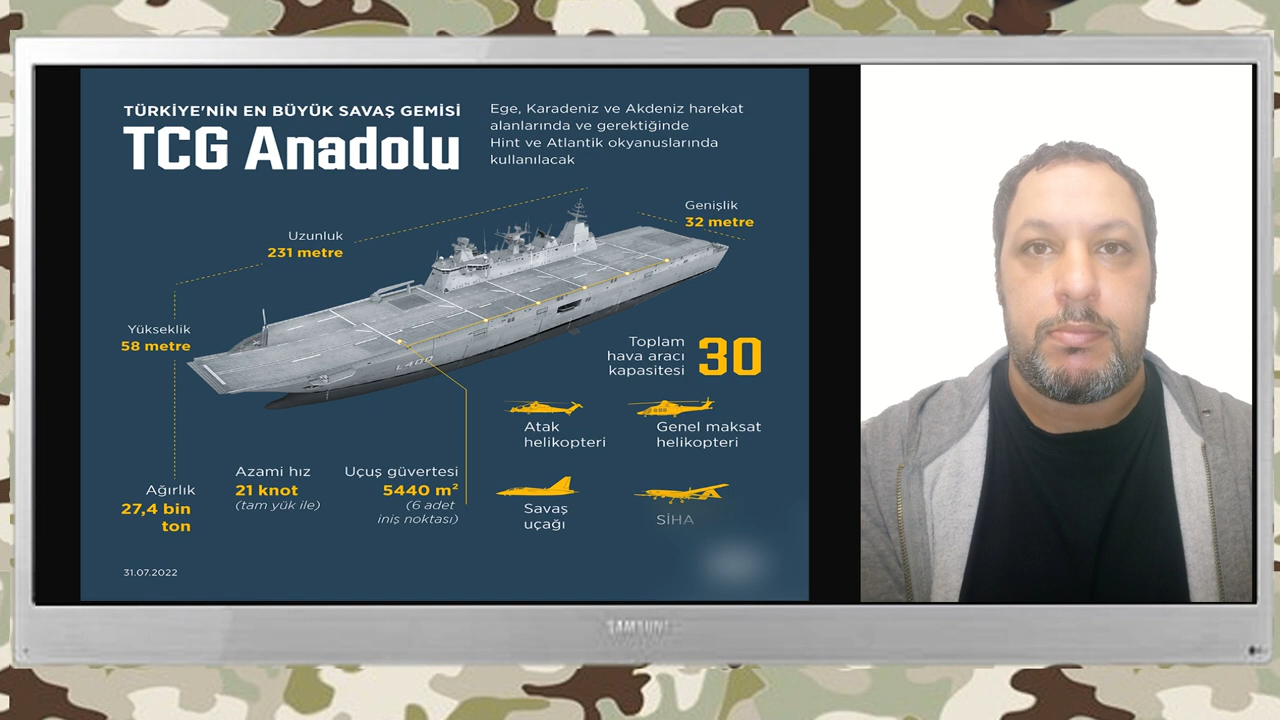 TÜRKİYE'NİN EN BÜYÜK SAVAŞ GEMİSİ
TCG Anadolu
Ege, Karadeniz ve Akdeniz harekat
alanlarında ve gerektiğinde
Hint ve Atlantik okyanuslarında
kullanılacak
Uzunluk
231 metre
Genişlik
32 metre
Yükseklik
58 metre
L400
Toplam
hava aracı
kapasitesi
30
Atak
helikopteri
Genel maksat
helikopteri
Savaş
uçağı
SİHA
Ağırlık
27,4 bin
ton
Azami hız
21 knot
(tam yük ile)
Uçuş güvertesi
5440 m²
(6 adet
iniş noktası)
31.07.2022
SAMSUNG